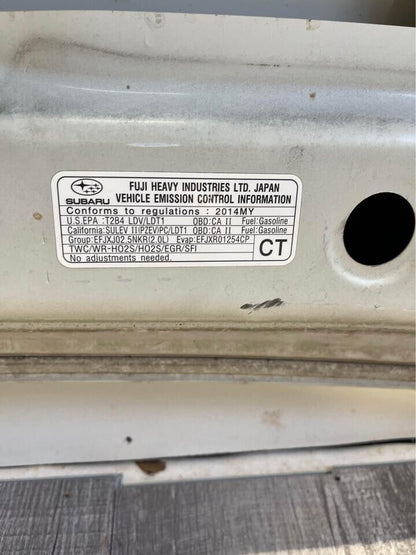 FUJI HEAVY INDUSTRIES LTD. JAPAN
SUBARU VEHICLE EMISSION CONTROL INFORMATION
Conforms to regulations : 2014MY
U.S.EPA :T2B4 LDV/LDT1 OBD:CA II Fuel:Gasoline
California:SULEV II(PZEV)PC/LDT1 OBD:CA II Fuel:Gasoline
Group:EFJXJ02.5NKR(2.0L) Evap:EFJXR01254CP
TWC/WR-HO2S/HO2S/EGR/SFI
No adjustments needed.
CT